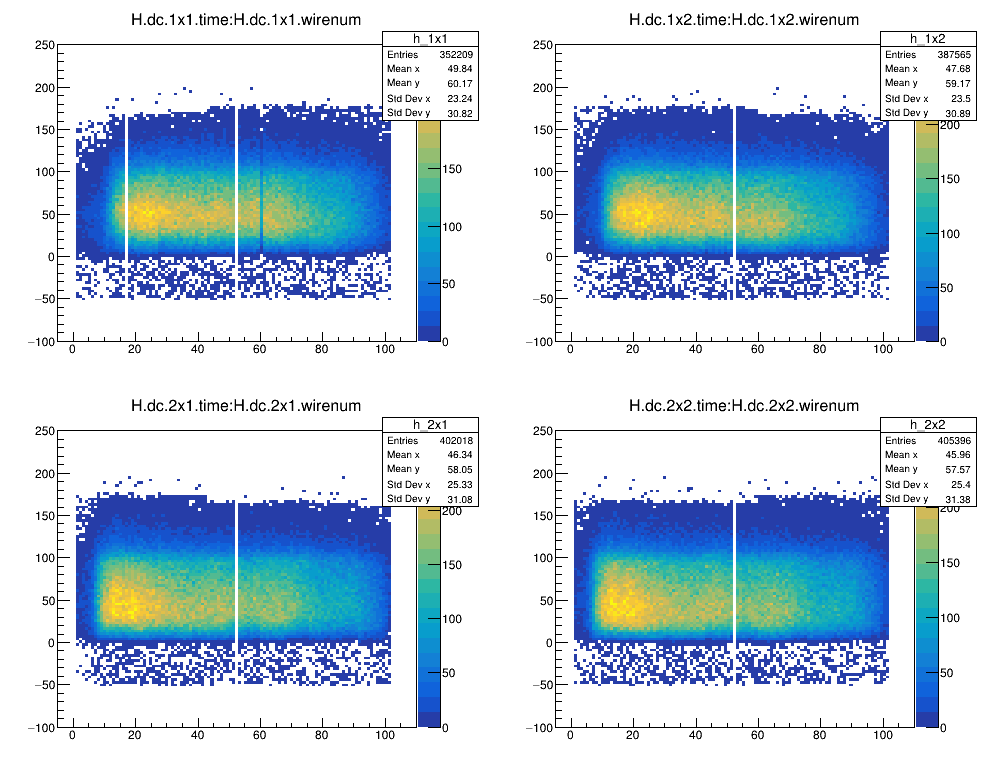 H.dc.1x1.time:H.dc.1x1.wirenum
h_1x1
Entries 352209
Mean x 49.84
Mean y 60.17
Std Dev x 23.24
Std Dev y 30.82
250
200
150
100
50
0
−50
−100
0 20 40 60 80 100
150
100
50
0
H.dc.1x2.time:H.dc.1x2.wirenum
h_1x2
Entries 387565
Mean x 47.68
Mean y 59.17
Std Dev x 23.5
Std Dev y 30.89
250
200
150
100
50
0
−50
−100
0 20 40 60 80 100
200
150
100
50
0
H.dc.2x1.time:H.dc.2x1.wirenum
h_2x1
Entries 402018
Mean x 46.34
Mean y 58.05
Std Dev x 25.33
Std Dev y 31.08
250
200
150
100
50
0
−50
−100
0 20 40 60 80 100
200
150
100
50
0
H.dc.2x2.time:H.dc.2x2.wirenum
h_2x2
Entries 405396
Mean x 45.96
Mean y 57.57
Std Dev x 25.4
Std Dev y 31.38
250
200
150
100
50
0
−50
−100
0 20 40 60 80 100
200
150
100
50
0